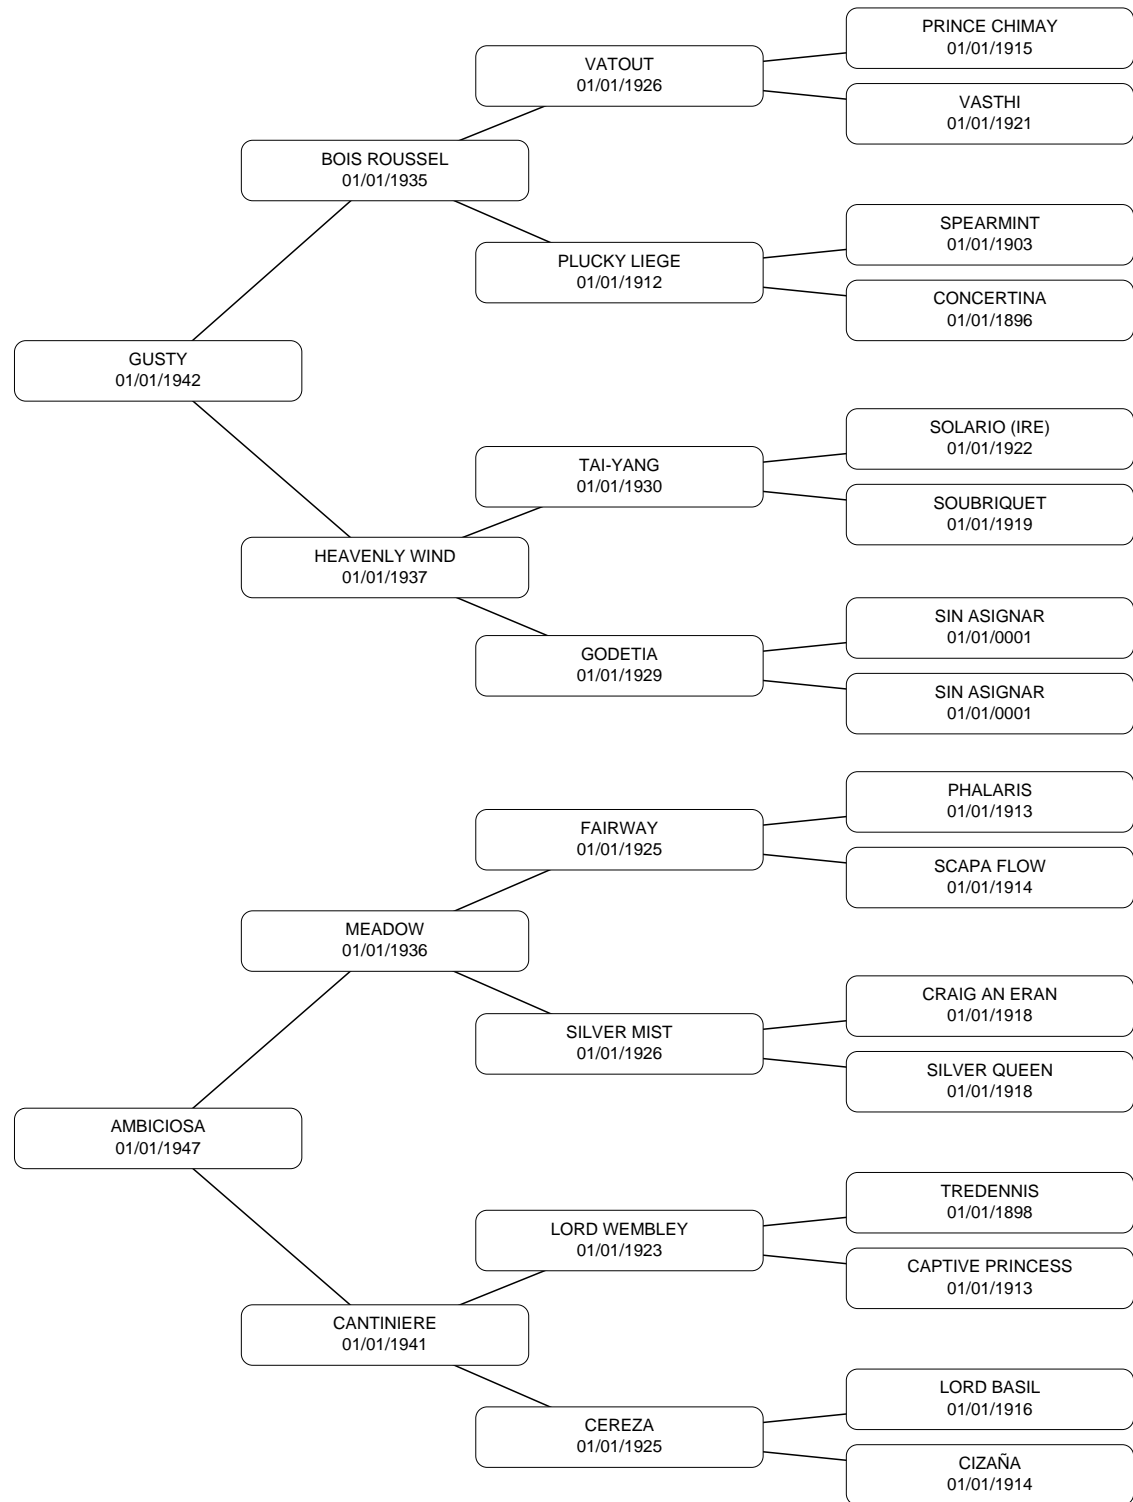 PRINCE CHIMAY
01/01/1915
VATOUT
01/01/1926
VASTHI
01/01/1921
BOIS ROUSSEL
01/01/1935
SPEARMINT
01/01/1903
PLUCKY LIEGE
01/01/1912
CONCERTINA
01/01/1896
GUSTY
01/01/1942
SOLARIO (IRE)
01/01/1922
TAI-YANG
01/01/1930
SOUBRIQUET
01/01/1919
HEAVENLY WIND
01/01/1937
SIN ASIGNAR
01/01/0001
GODETIA
01/01/1929
SIN ASIGNAR
01/01/0001
PHALARIS
01/01/1913
FAIRWAY
01/01/1925
SCAPA FLOW
01/01/1914
MEADOW
01/01/1936
CRAIG AN ERAN
01/01/1918
SILVER MIST
01/01/1926
SILVER QUEEN
01/01/1918
AMBICIOSA
01/01/1947
TREDENNIS
01/01/1898
LORD WEMBLEY
01/01/1923
CAPTIVE PRINCESS
01/01/1913
CANTINIERE
01/01/1941
LORD BASIL
01/01/1916
CEREZA
01/01/1925
CIZAÑA
01/01/1914